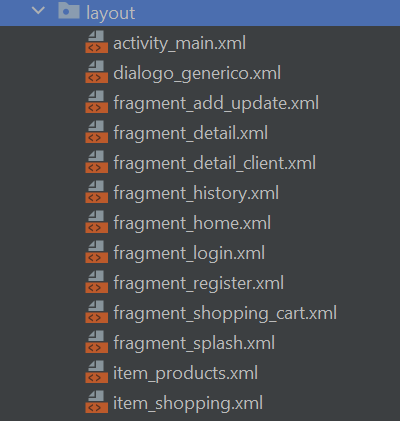 layout
activity_main.xml
dialogo_generico.xml
fragment_add_update.xml
fragment_detail.xml
fragment_detail_client.xml
fragment_history.xml
fragment_home.xml
fragment_login.xml
fragment_register.xml
fragment_shopping_cart.xml
fragment_splash.xml
item_products.xml
item_shopping.xml